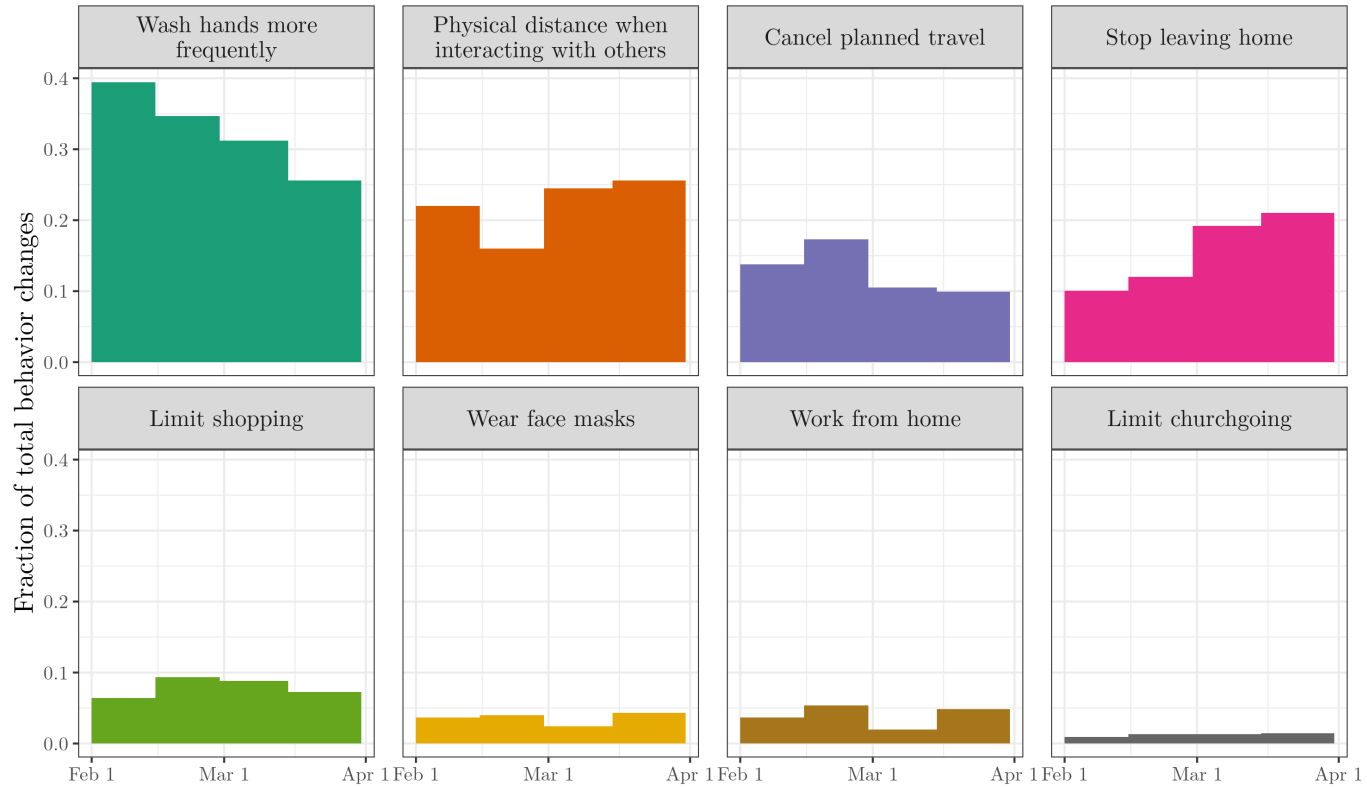 Wash hands more
frequently
Physical distance when
interacting with others
Cancel planned travel
Stop leaving home
0.4
0.3
0.2
0.1
0.0
Fraction of total behavior changes
Limit shopping
Wear face masks
Work from home
Limit churchgoing
0.4
0.3
0.2
0.1
0.0
Feb 1 Mar 1 Apr 1
Feb 1 Mar 1 Apr 1
Feb 1 Mar 1 Apr 1
Feb 1 Mar 1 Apr 1